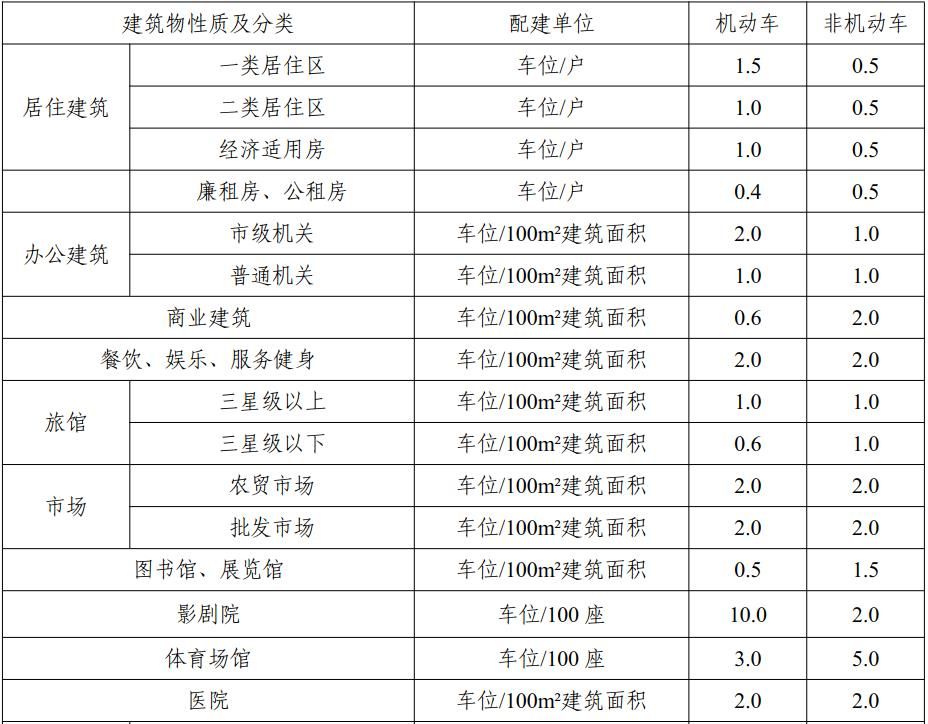 建筑物性质及分类 配建单位 机动车 非机动车
居住建筑 一类居住区 车位/户 1.5 0.5
二类居住区 车位/户 1.0 0.5
经济适用房 车位/户 1.0 0.5
廉租房、公租房 车位/户 0.4 0.5
办公建筑 市级机关 车位/100m²建筑面积 2.0 1.0
普通机关 车位/100m²建筑面积 1.0 1.0
商业建筑 车位/100m²建筑面积 0.6 2.0
餐饮、娱乐、服务健身 车位/100m²建筑面积 2.0 2.0
旅馆 三星级以上 车位/100m²建筑面积 1.0 1.0
三星级以下 车位/100m²建筑面积 0.6 1.0
市场 农贸市场 车位/100m²建筑面积 2.0 2.0
批发市场 车位/100m²建筑面积 2.0 2.0
图书馆、展览馆 车位/100m²建筑面积 0.5 1.5
影剧院 车位/100 座 10.0 2.0
体育场馆 车位/100 座 3.0 5.0
医院 车位/100m²建筑面积 2.0 2.0